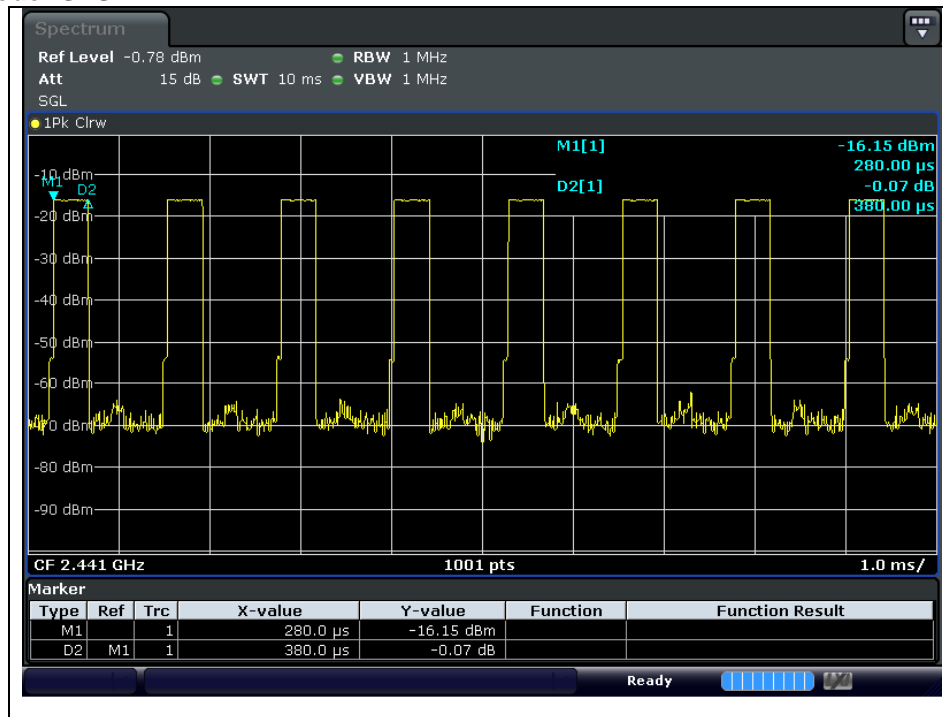 Spectrum
Ref Level -0.78 dBm RBW 1 MHz
Att 15 dB SWT 10 ms VBW 1 MHz
SGL
1Pk Clrw
M1[1] -16.15 dBm
280.00 µs
D2[1] -0.07 dB
380.00 µs
-10 dBm
M1 D2
-20 dBm
-30 dBm
-40 dBm
-50 dBm
-60 dBm
-70 dBm
-80 dBm
-90 dBm
CF 2.441 GHz 1001 pts 1.0 ms/
Marker
Type Ref Trc X-value Y-value Function Function Result
M1 1 280.0 µs -16.15 dBm
D2 M1 1 380.0 µs -0.07 dB
Ready